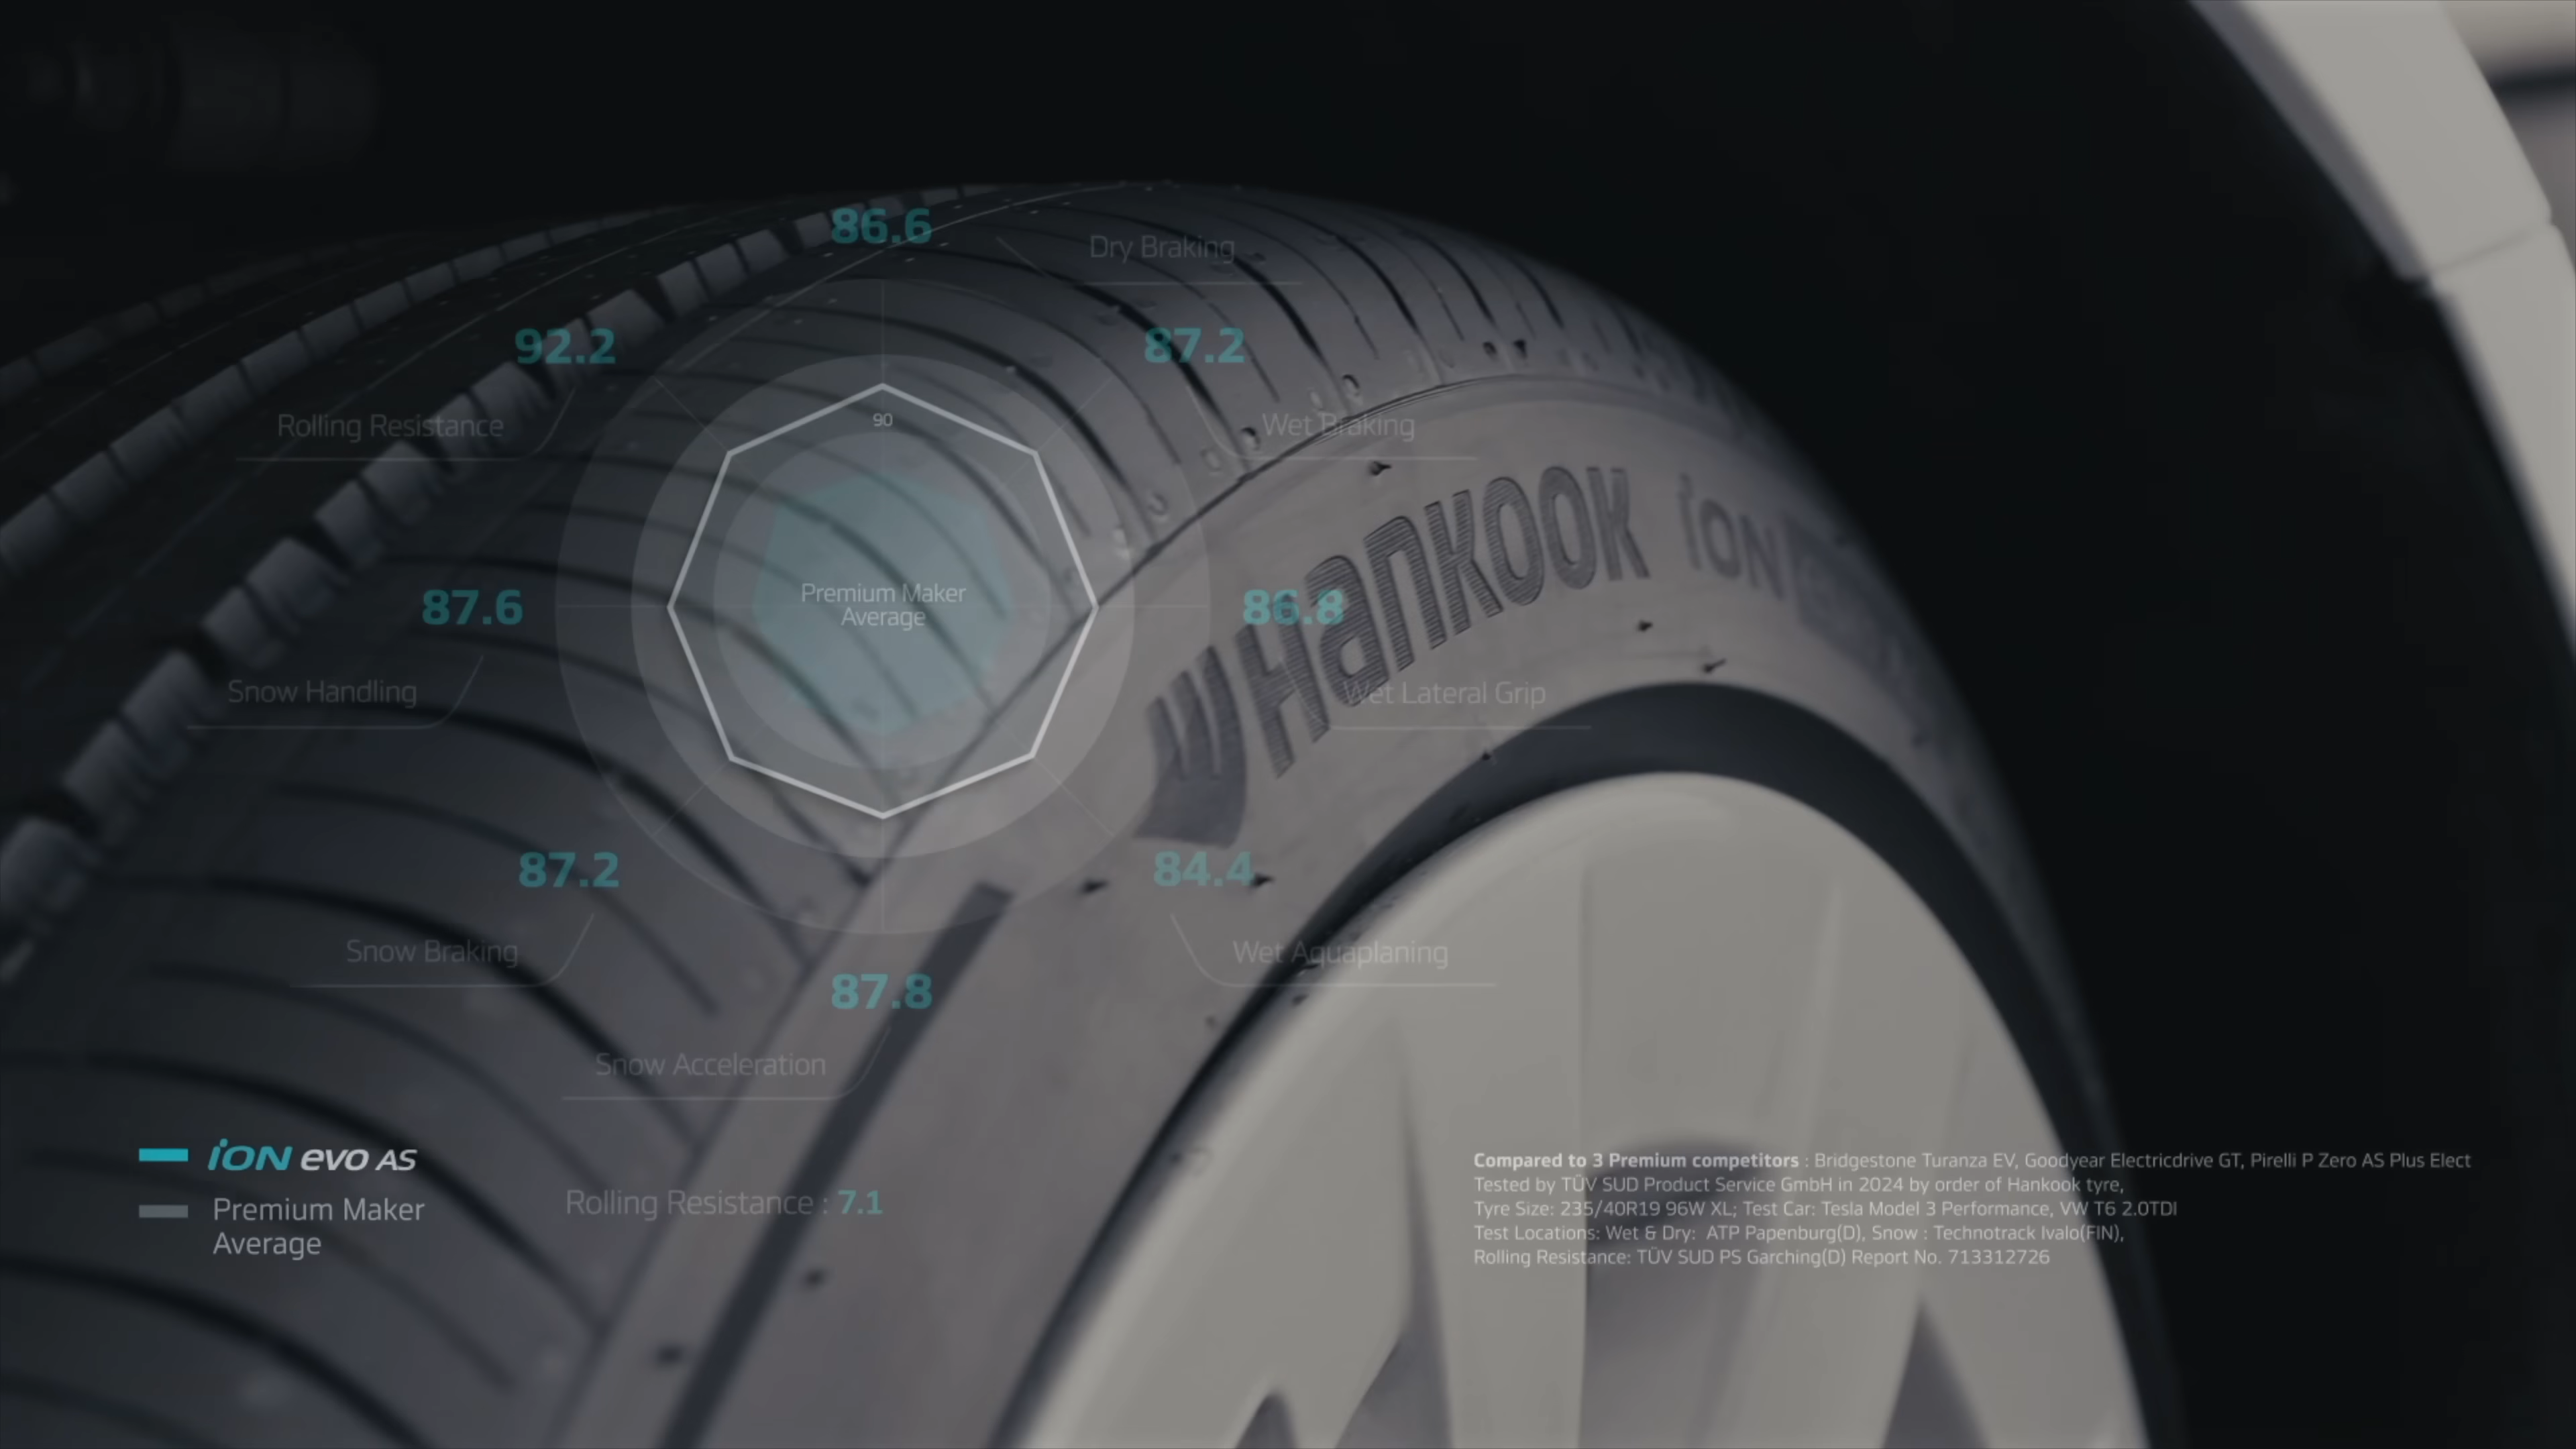 86.6
Dry Braking
92.2
87.2
Rolling Resistance
90
Wet Braking
Hankook iON
Premium Maker
Average
87.6
86.8
Snow Handling
Wet Lateral Grip
87.2
84.4
Snow Braking
Wet Aquaplaning
87.8
Snow Acceleration
iON evo AS
Premium Maker
Average
Rolling Resistance : 7.1
Compared to 3 Premium competitors : Bridgestone Turanza EV, Goodyear Electricdrive GT, Pirelli P Zero AS Plus Elect
Tested by TÜV SUD Product Service GmbH in 2024 by order of Hankook tyre,
Tyre Size: 235/40R19 96W XL; Test Car: Tesla Model 3 Performance, VW T6 2.0TDI
Test Locations: Wet & Dry: ATP Papenburg(D), Snow : Technotrack Ivalo(FIN),
Rolling Resistance: TÜV SUD PS Garching(D) Report No. 713312726